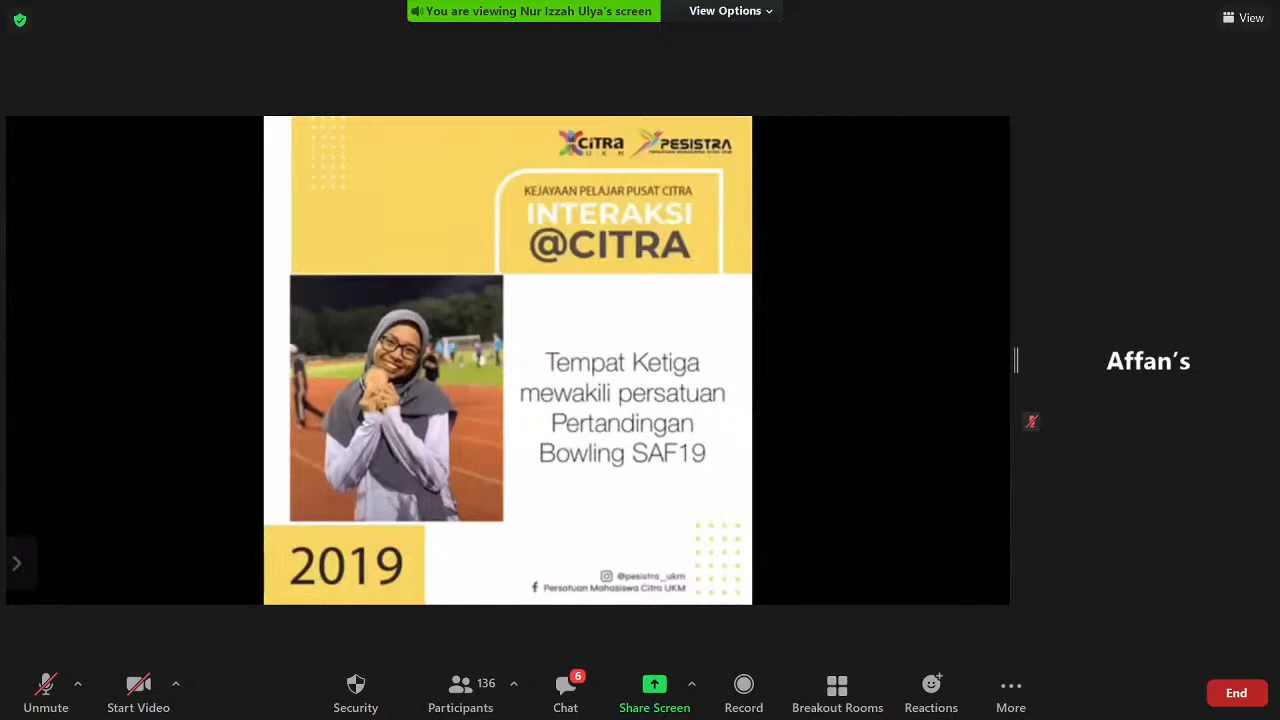 You are viewing Nur Izzah Ulya's screen
View Options
View
CiTRA
UKM
PESISTRA
KEJAYAAN PELAJAR PUSAT CITRA
INTERAKSI
@CITRA
Tempat Ketiga
mewakili persatuan
Pertandingan
Bowling SAF19
Affan's
2019
@pesistra_ukm
Persatuan Mahasiswa Citra UKM
136
6
Unmute
Start Video
Security
Participants
Chat
Share Screen
Record
Breakout Rooms
Reactions
More
End